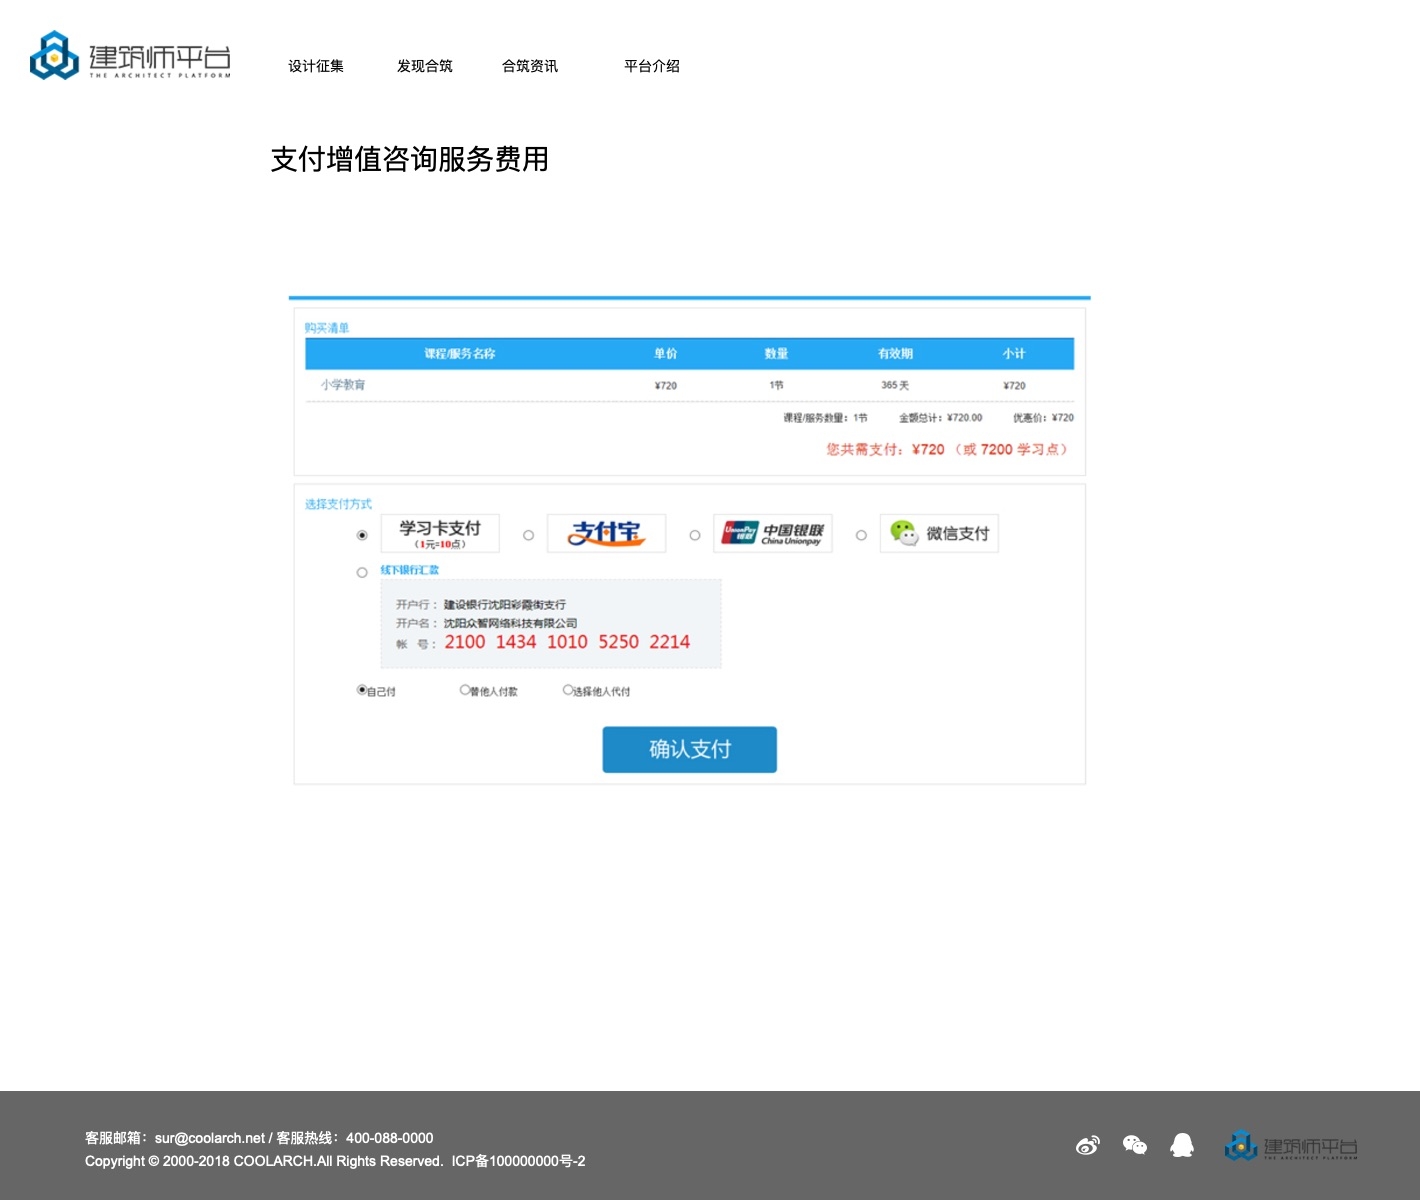 建筑师平台
THE ARCHITECT PLATFORM
设计征集 发现合筑 合筑资讯 平台介绍
支付增值咨询服务费用
购买清单
课程/服务名称 单价 数量 有效期 小计
小学教育 ¥720 1节 365 天 ¥720
课程/服务数量：1节 金额总计：¥720.00 优惠价：¥720
您共需支付：¥720 （或 7200 学习点）
选择支付方式
学习卡支付
（1元=10点）
支付宝
UnionPay 银联 中国银联
China Unionpay
微信支付
线下银行汇款
开户行： 建设银行沈阳彩霞街支行
开户名： 沈阳众智网络科技有限公司
帐 号： 2100 1434 1010 5250 2214
自己付 替他人付款 选择他人代付
确认支付
客服邮箱：sur@coolarch.net / 客服热线：400-088-0000
Copyright © 2000-2018 COOLARCH.All Rights Reserved. ICP备100000000号-2
建筑师平台
THE ARCHITECT PLATFORM